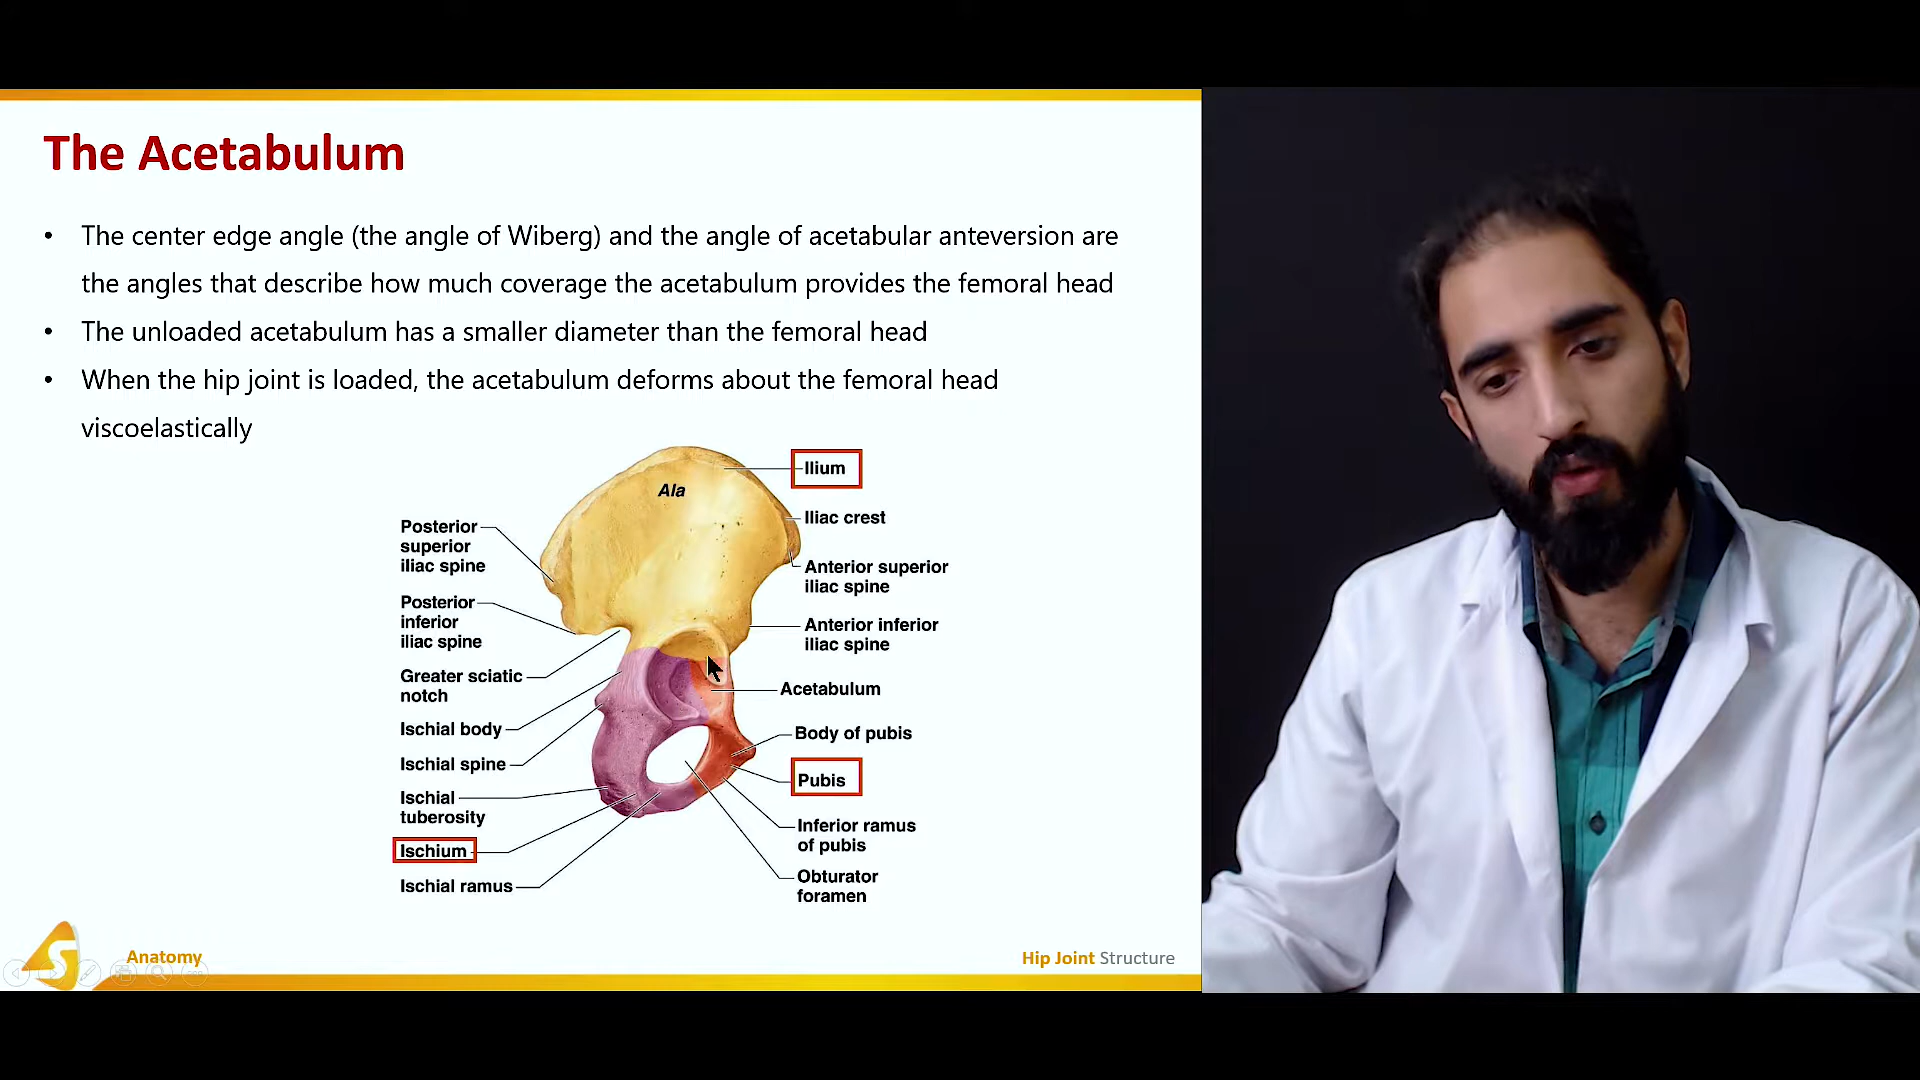 The Acetabulum
• The center edge angle (the angle of Wiberg) and the angle of acetabular anteversion are
the angles that describe how much coverage the acetabulum provides the femoral head
• The unloaded acetabulum has a smaller diameter than the femoral head
• When the hip joint is loaded, the acetabulum deforms about the femoral head
viscoelastically
Ala
Posterior
superior
iliac spine
Posterior
inferior
iliac spine
Greater sciatic
notch
Ischial body
Ischial spine
Ischial
tuberosity
Ischium
Ischial ramus
Ilium
Iliac crest
Anterior superior
iliac spine
Anterior inferior
iliac spine
Acetabulum
Body of pubis
Pubis
Inferior ramus
of pubis
Obturator
foramen
S
Anatomy
Hip Joint Structure